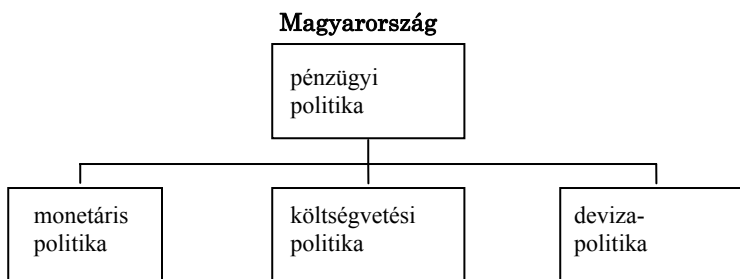 Magyarország
pénzügyi
politika
monetáris
politika
költségvetési
politika
deviza-
politika